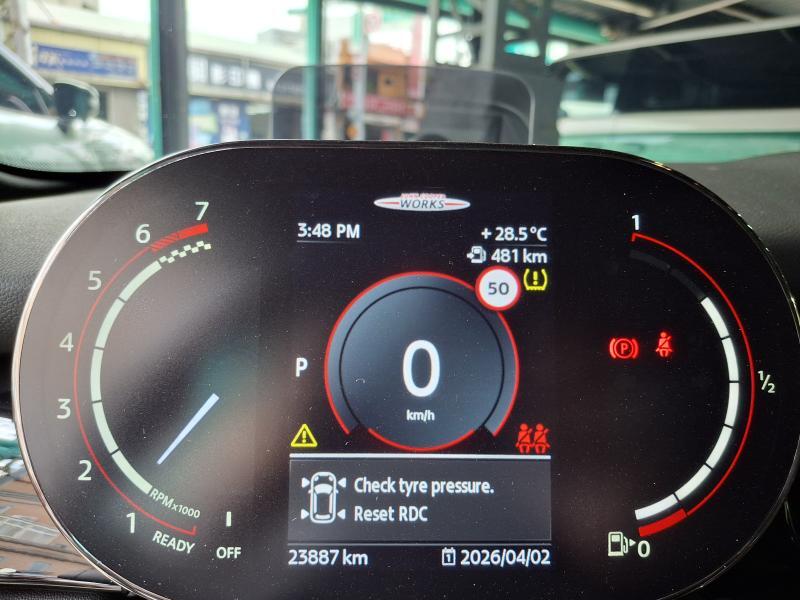 JOHN COOPER
WORKS
3:48 PM
+ 28.5°C
481 km
50
7
6
5
4
3
2
1
RPM x1000
READY
OFF
P
0
km/h
P
1
1/2
0
Check tyre pressure.
Reset RDC
23887 km
2026/04/02